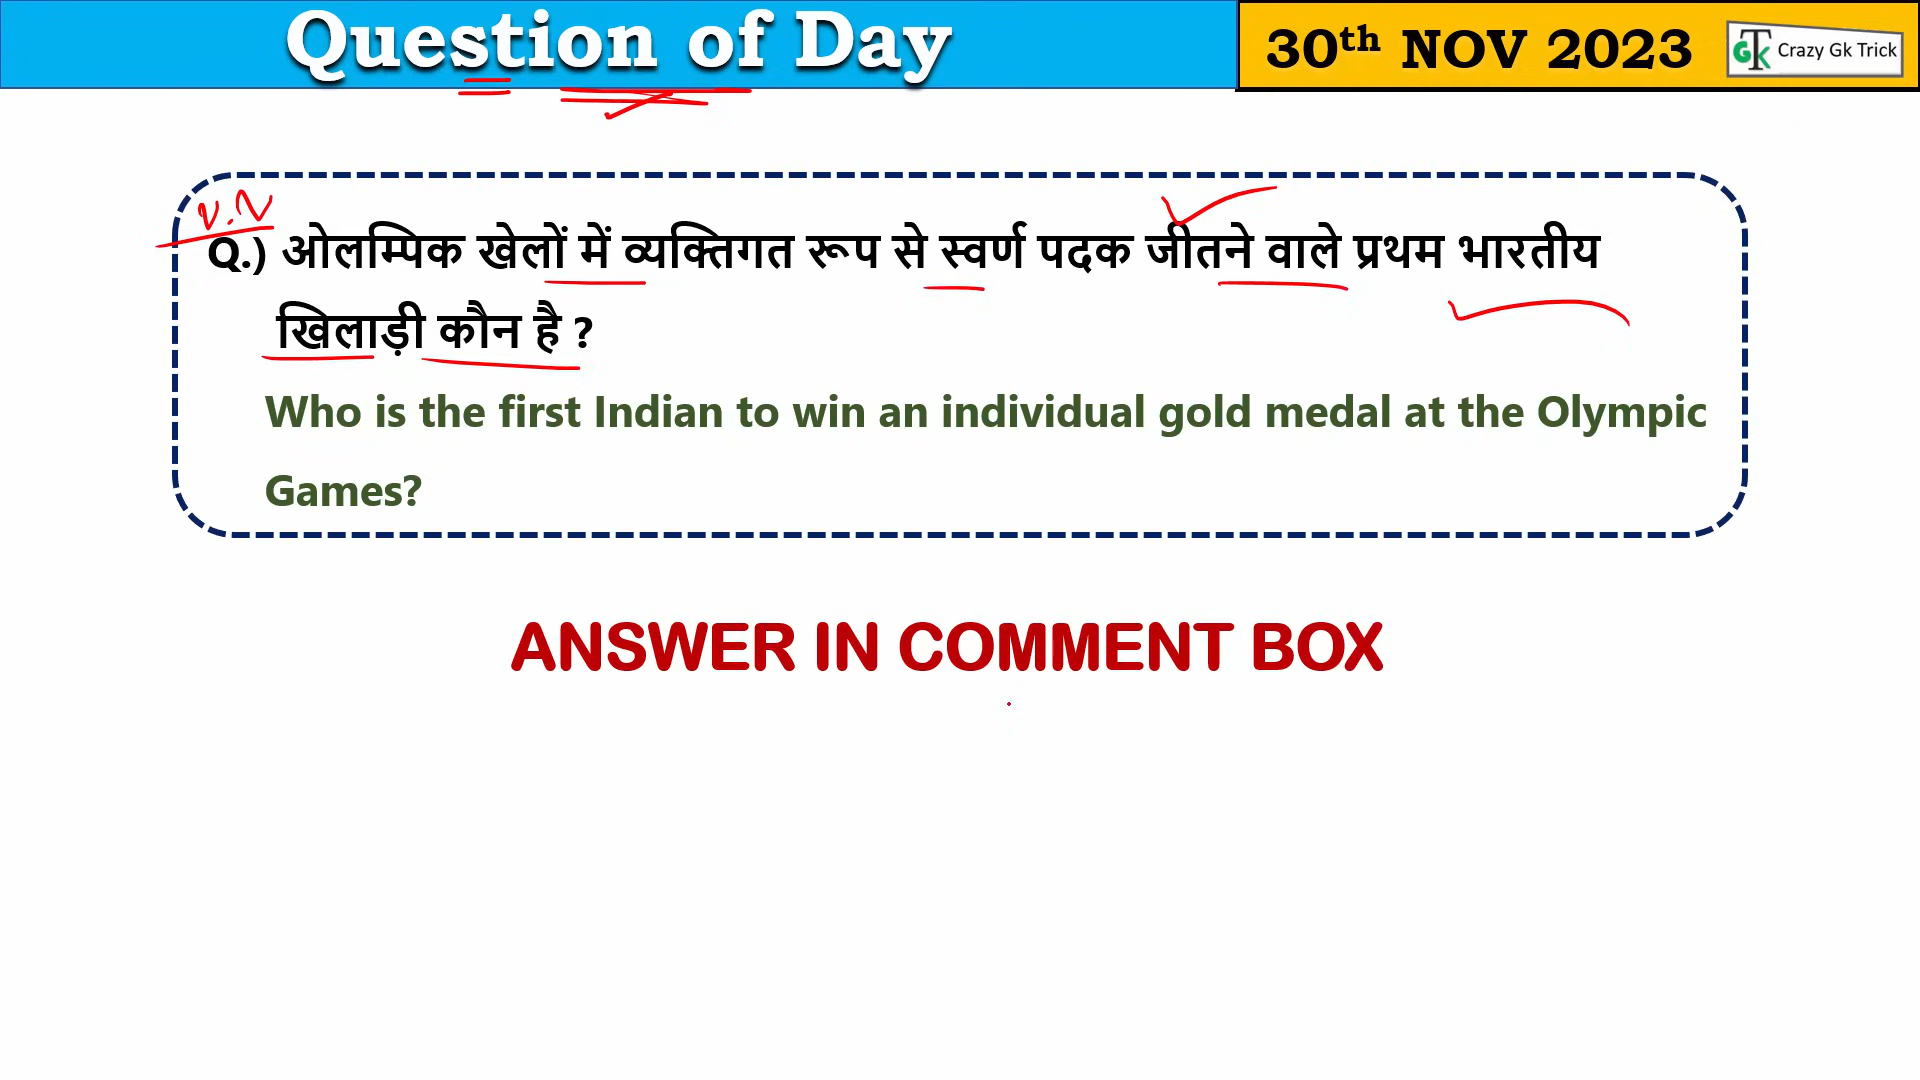 Question of Day
30th NOV 2023
GTK Crazy Gk Trick
Q.) ओलम्पिक खेलों में व्यक्तिगत रूप से स्वर्ण पदक जीतने वाले प्रथम भारतीय
खिलाड़ी कौन है ?
Who is the first Indian to win an individual gold medal at the Olympic
Games?
ANSWER IN COMMENT BOX